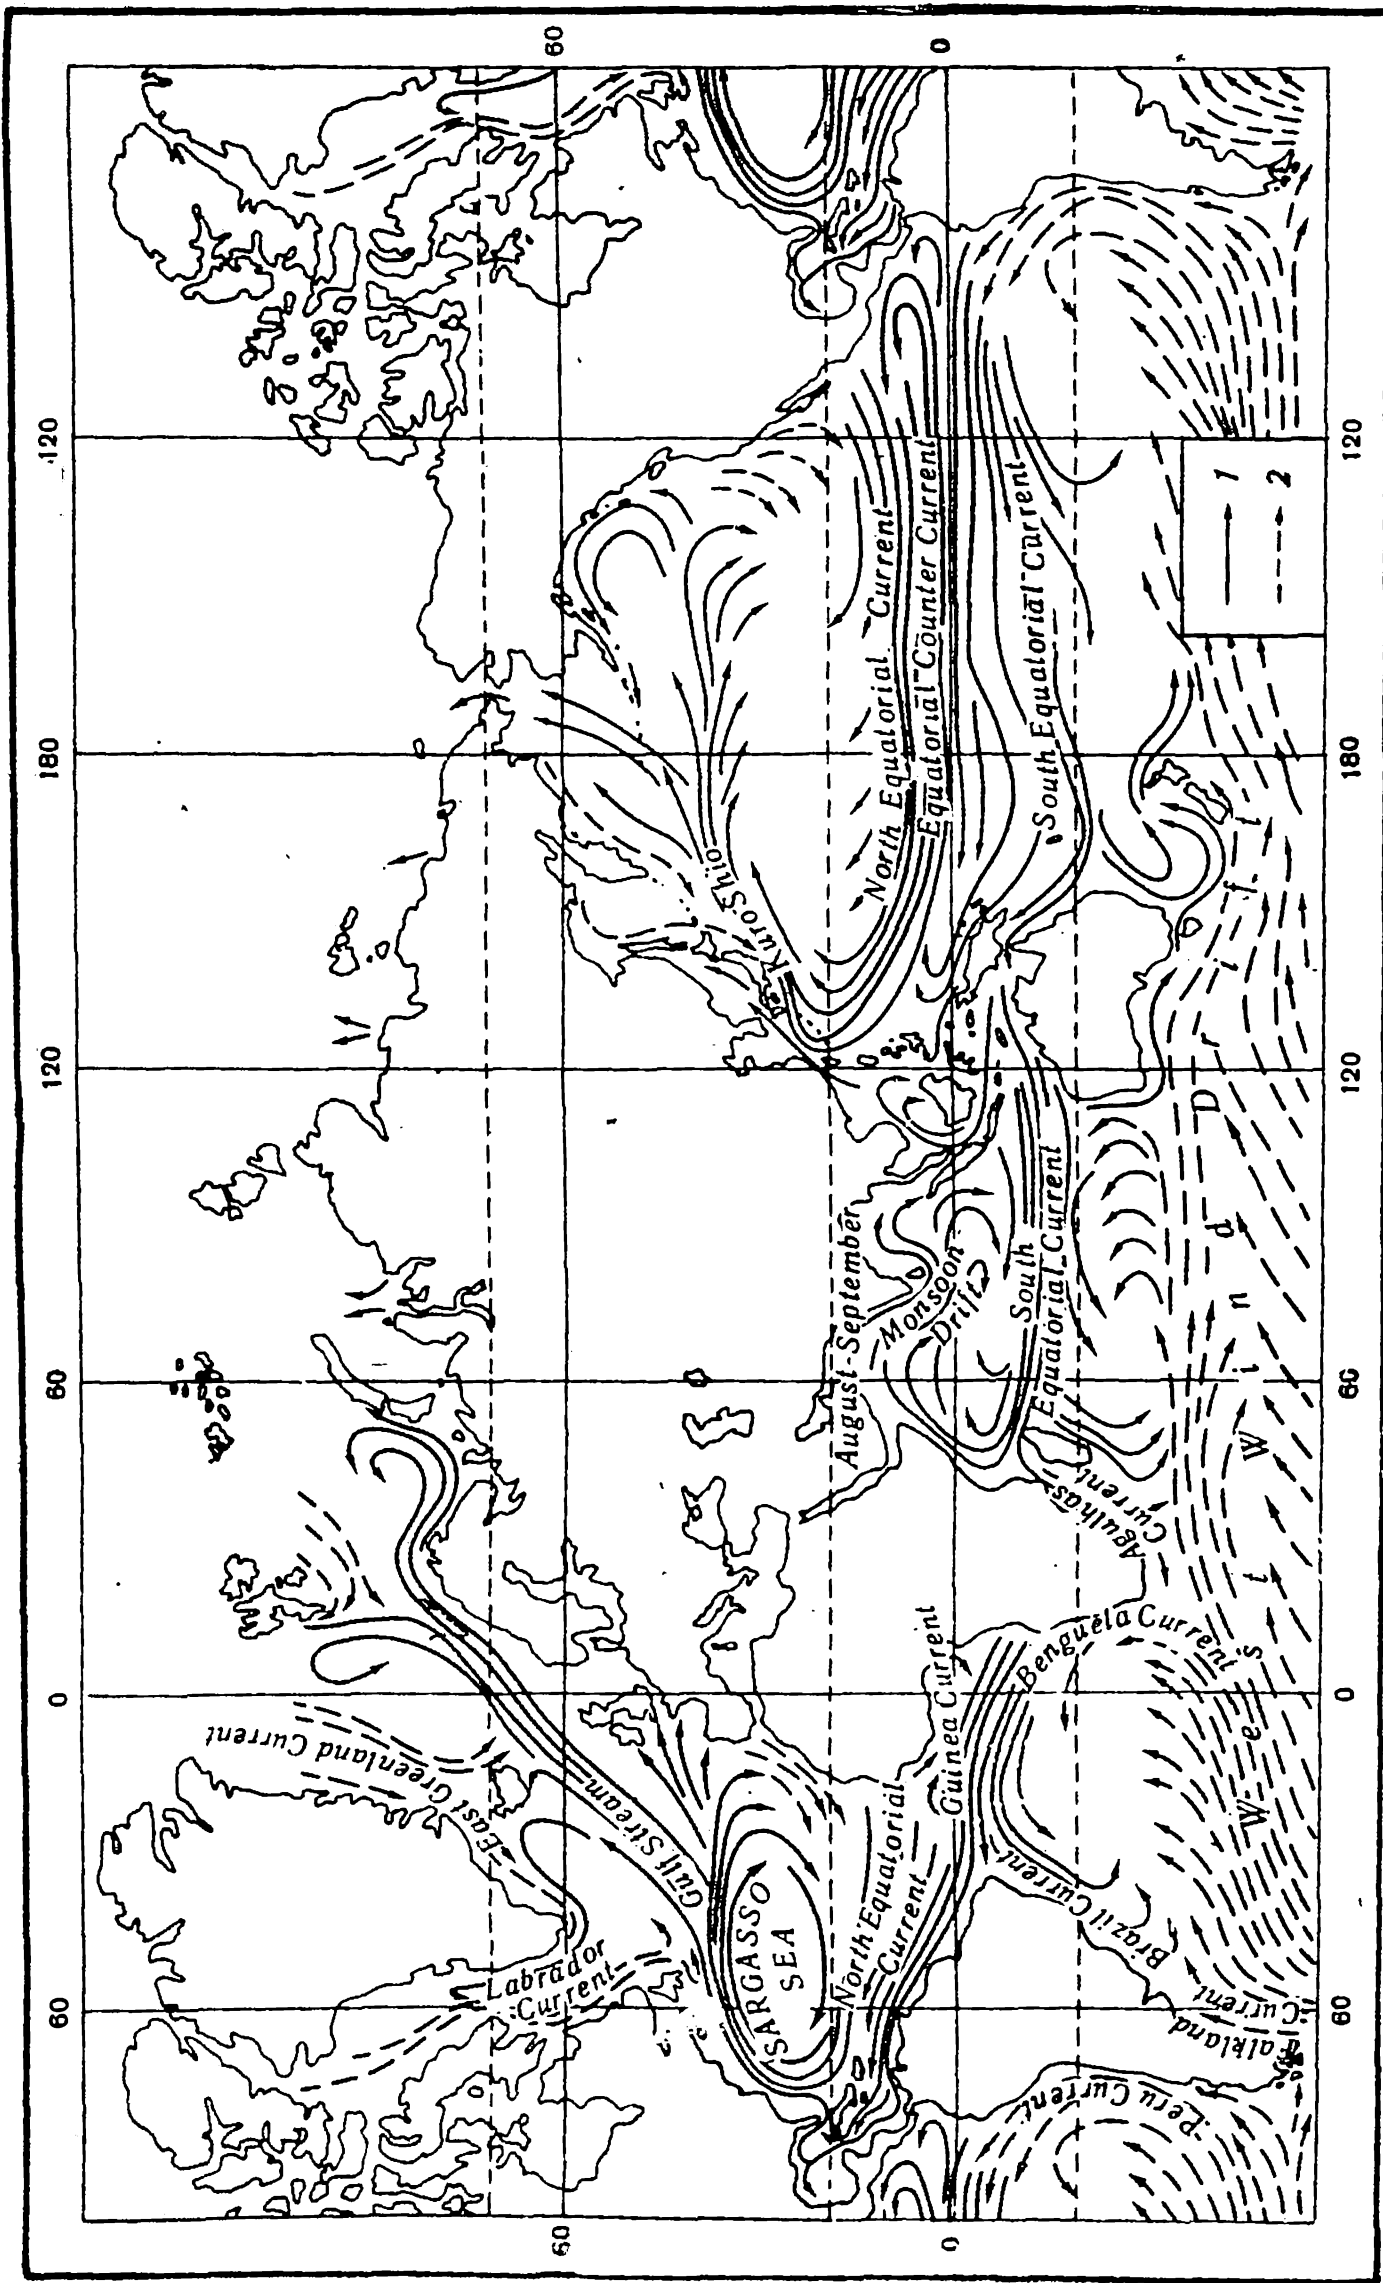 60
0
60
120
180
120
60
0
East Greenland Current
Labrador
Current
Gulf Stream
SARGASSO
SEA
North Equatorial
Current
Guinea Current
Benguela Current
Brazil Current
Falkland
Current
Peru Current
Agulhas
Current
August-September
Monsoon
Drift
South
Equatorial Current
Kuro Shio
North Equatorial Current
Equatorial Counter Current
South Equatorial Current
West Wind Drift
1
2
60
0
60
0
60
120
180
120